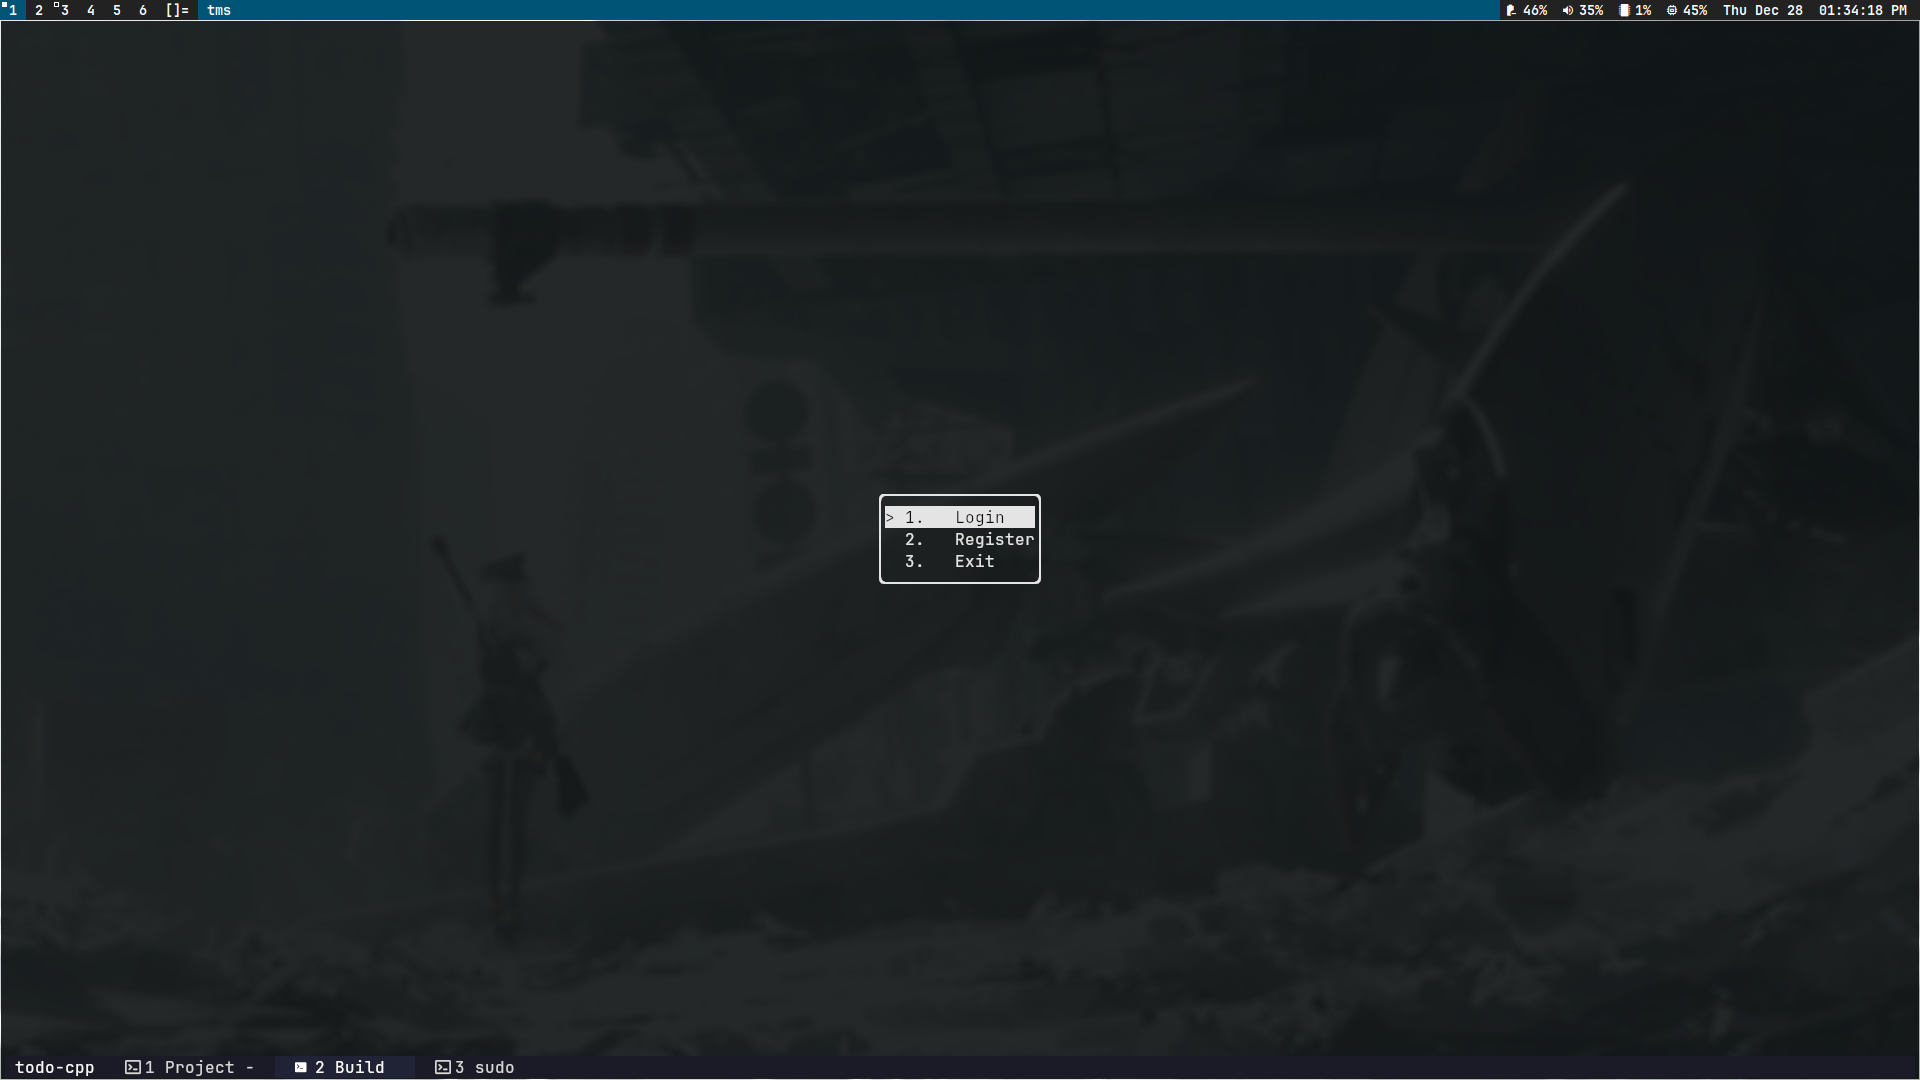 1 2 3 4 5 6 []= tms 46% 35% 1% 45% Thu Dec 28 01:34:18 PM
> 1. Login
2. Register
3. Exit
todo-cpp 1 Project - 2 Build 3 sudo